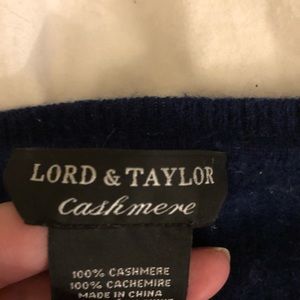 LORD & TAYLOR
Cashmere
100% CASHMERE
100% CACHEMIRE
MADE IN CHINA